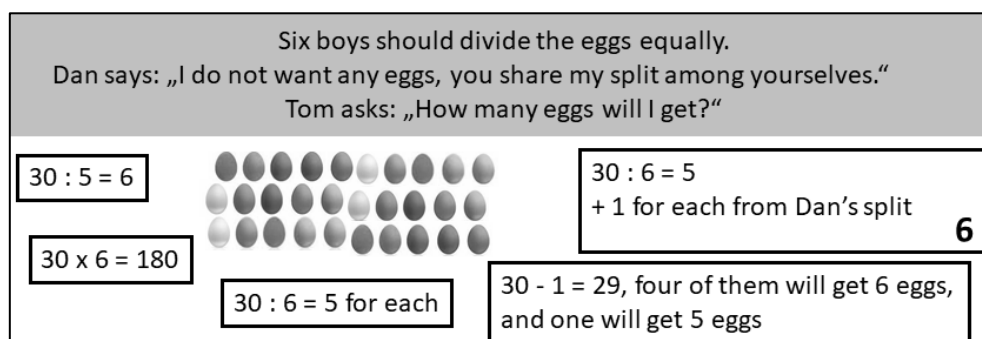 Six boys should divide the eggs equally.
Dan says: „I do not want any eggs, you share my split among yourselves.“
Tom asks: „How many eggs will I get?“
30 : 5 = 6
30 x 6 = 180
30 : 6 = 5 for each
30 : 6 = 5
+ 1 for each from Dan’s split
6
30 - 1 = 29, four of them will get 6 eggs,
and one will get 5 eggs